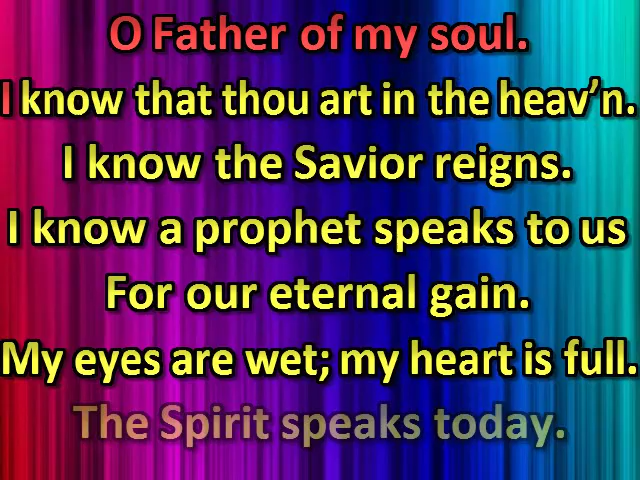 O Father of my soul.
I know that thou art in the heav’n.
I know the Savior reigns.
I know a prophet speaks to us
For our eternal gain.
My eyes are wet; my heart is full.
The Spirit speaks today.